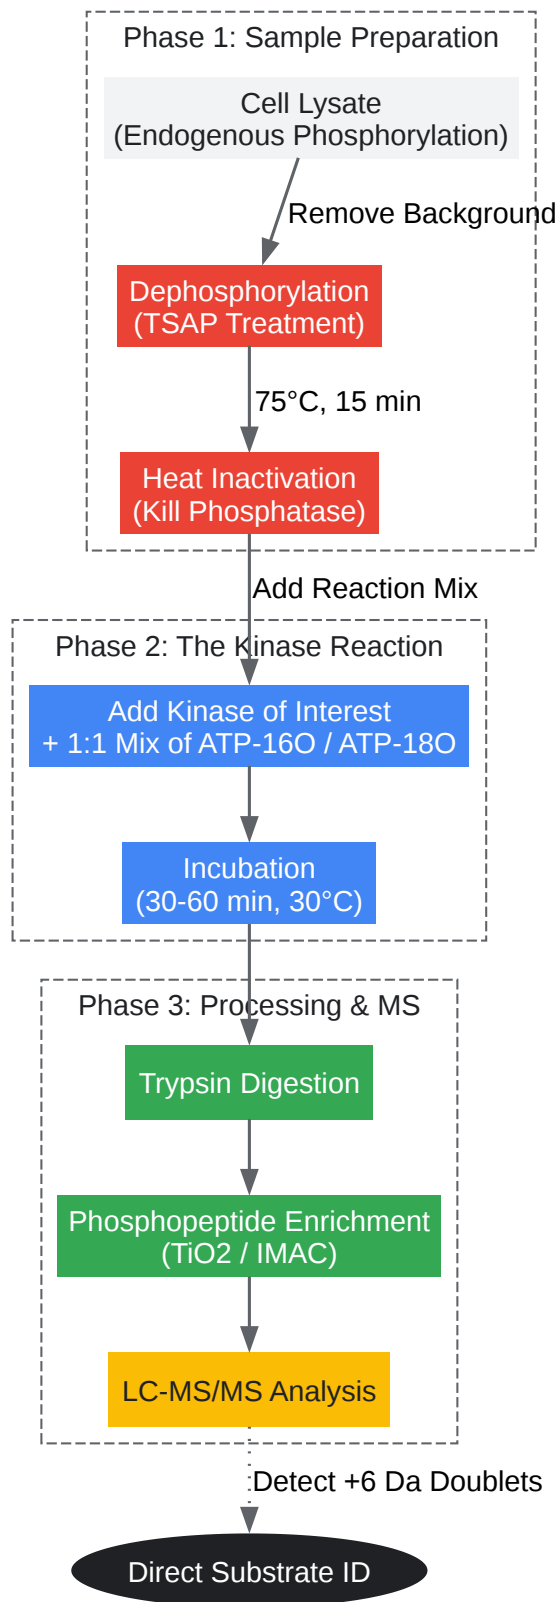 Phase 1: Sample Preparation
Cell Lysate
(Endogenous Phosphorylation)
Remove Background
Dephosphorylation
(TSAP Treatment)
75°C, 15 min
Heat Inactivation
(Kill Phosphatase)
Add Reaction Mix
Phase 2: The Kinase Reaction
Add Kinase of Interest
+ 1:1 Mix of ATP-16O / ATP-18O
Incubation
(30-60 min, 30°C)
Phase 3: Processing & MS
Trypsin Digestion
Phosphopeptide Enrichment
(TiO2 / IMAC)
LC-MS/MS Analysis
Detect +6 Da Doublets
Direct Substrate ID